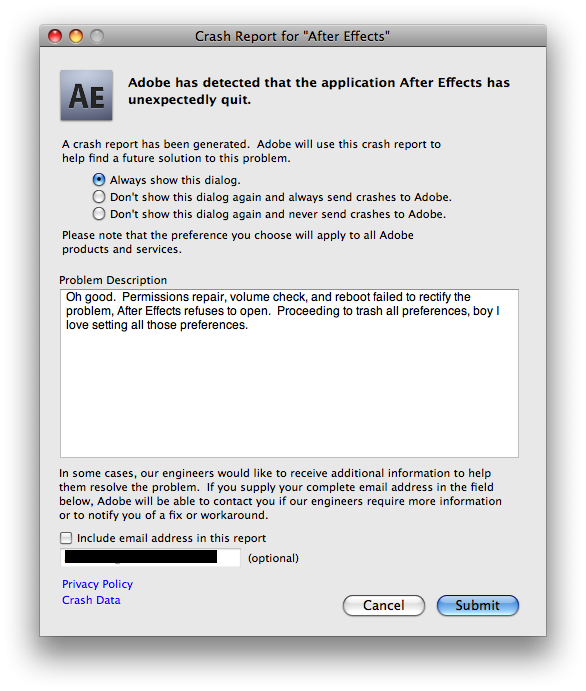 Crash Report for "After Effects"
AE
Adobe has detected that the application After Effects has
unexpectedly quit.
A crash report has been generated.  Adobe will use this crash report to
help find a future solution to this problem.
Always show this dialog.
Don't show this dialog again and always send crashes to Adobe.
Don't show this dialog again and never send crashes to Adobe.
Please note that the preference you choose will apply to all Adobe
products and services.
Problem Description
Oh good.  Permissions repair, volume check, and reboot failed to rectify the
problem, After Effects refuses to open.  Proceeding to trash all preferences, boy I
love setting all those preferences.
In some cases, our engineers would like to receive additional information to help
them resolve the problem.  If you supply your complete email address in the field
below, Adobe will be able to contact you if our engineers require more information
or to notify you of a fix or workaround.
Include email address in this report
(optional)
Privacy Policy
Crash Data
Cancel
Submit